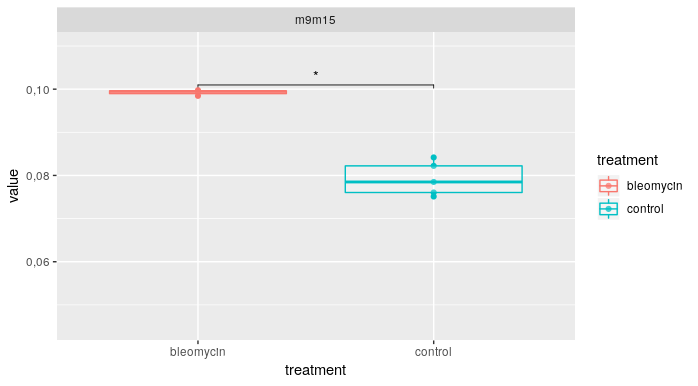 m9m15
*
0,10
0,08
0,06
value
bleomycin
control
treatment
treatment
bleomycin
control